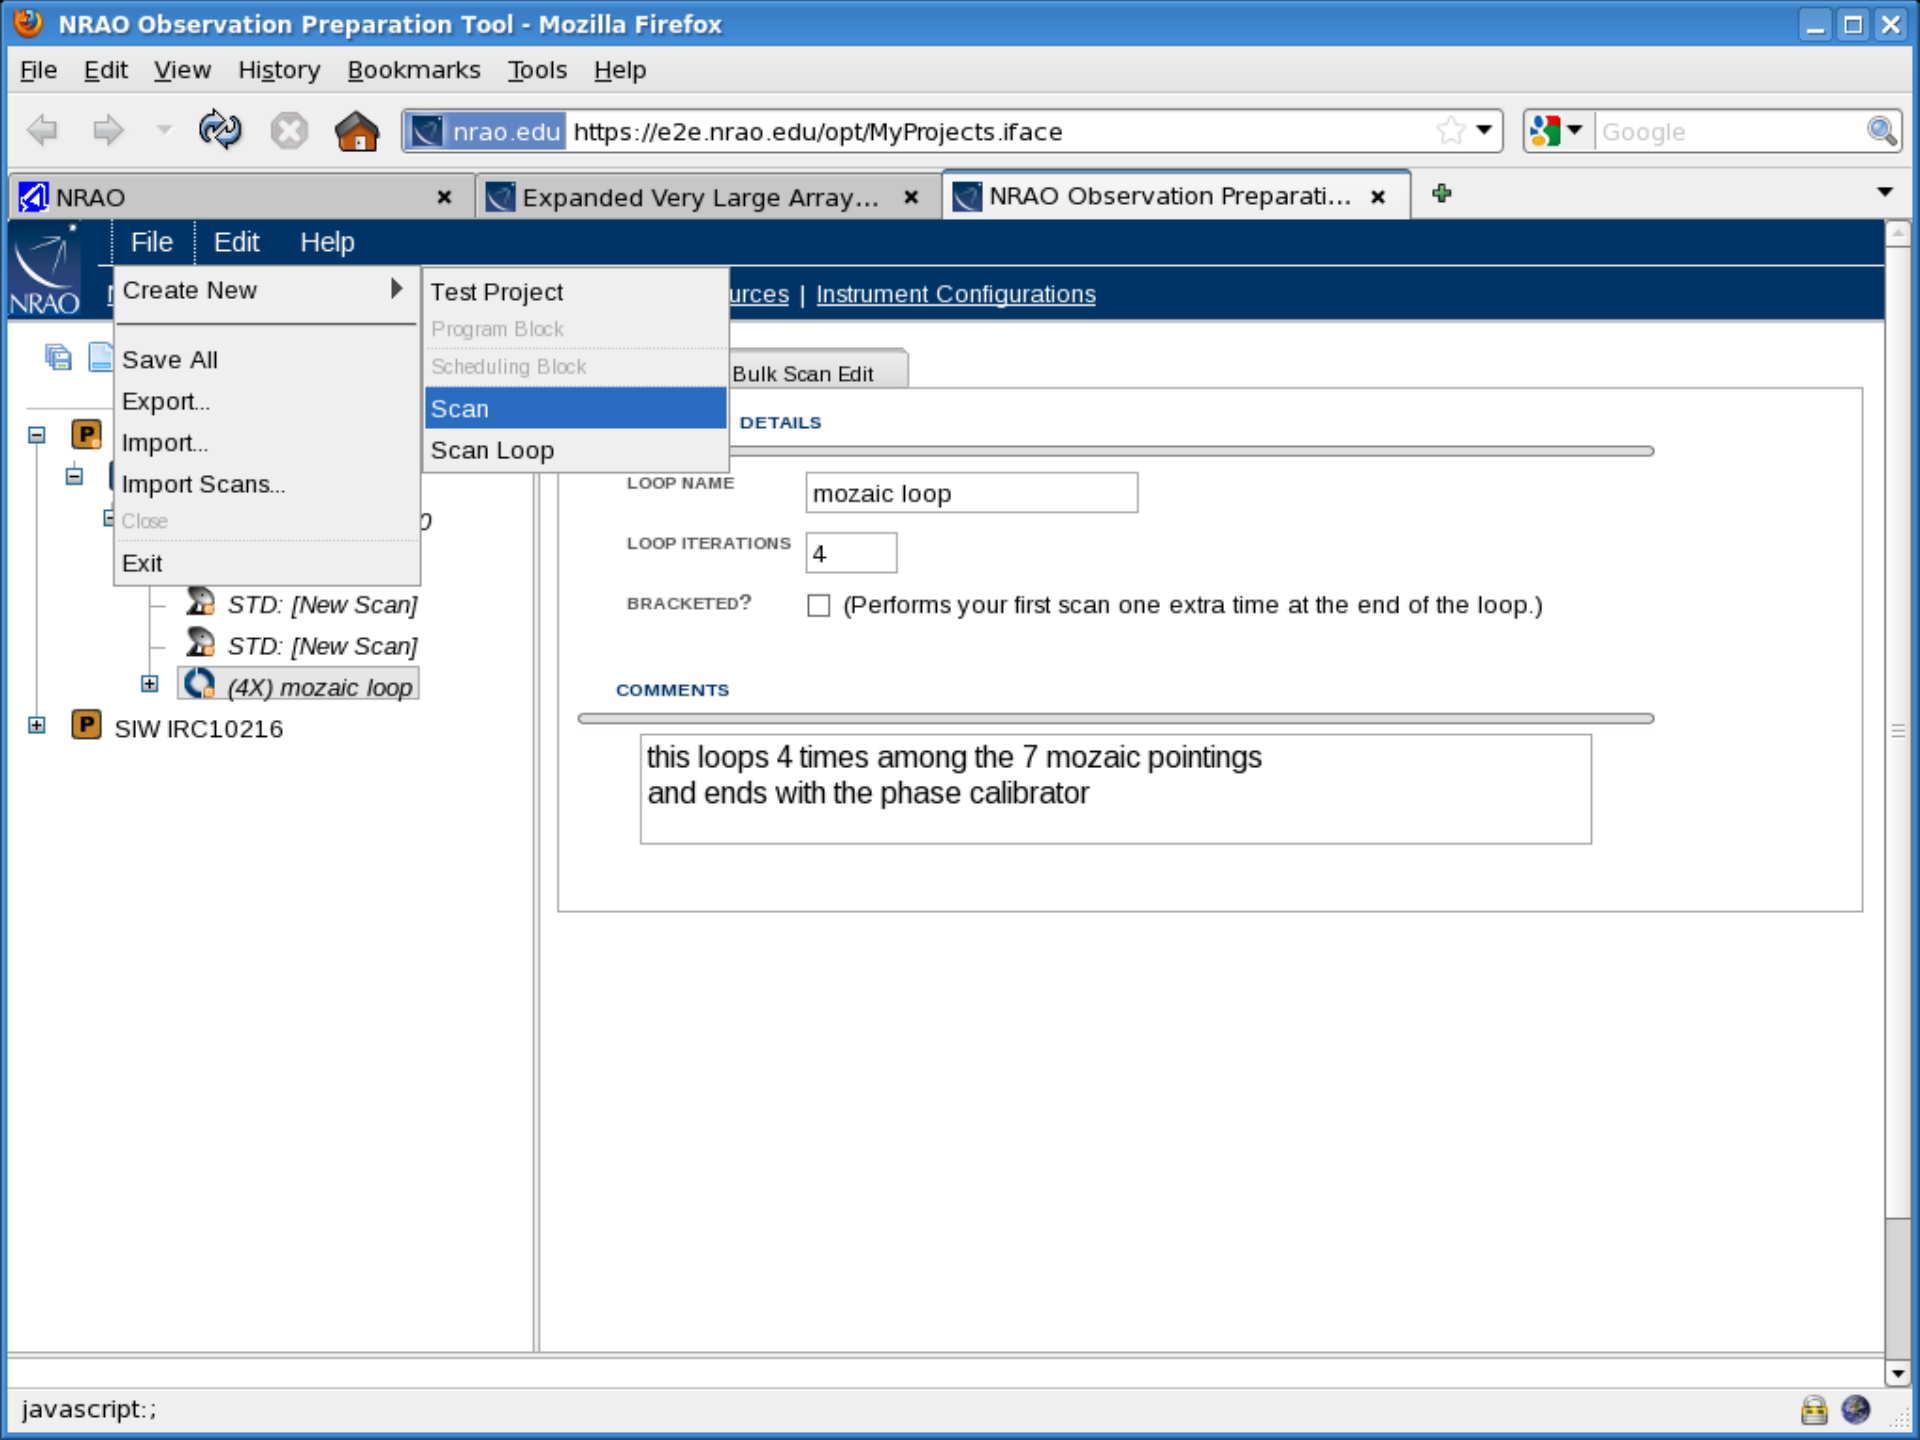 NRAO Observation Preparation Tool - Mozilla Firefox
File Edit View History Bookmarks Tools Help
nrao.edu https://e2e.nrao.edu/opt/MyProjects.iface Google
NRAO Expanded Very Large Array... NRAO Observation Preparati...
File Edit Help
NRAO
urces | Instrument Configurations
Create New
Save All
Export...
Import...
Import Scans...
Close
Exit
Test Project
Program Block
Scheduling Block
Scan
Scan Loop
P
0
STD: [New Scan]
STD: [New Scan]
(4X) mozaic loop
P SIW IRC10216
Bulk Scan Edit
DETAILS
LOOP NAME mozaic loop
LOOP ITERATIONS 4
BRACKETED? (Performs your first scan one extra time at the end of the loop.)
COMMENTS
this loops 4 times among the 7 mozaic pointings
and ends with the phase calibrator
javascript:;